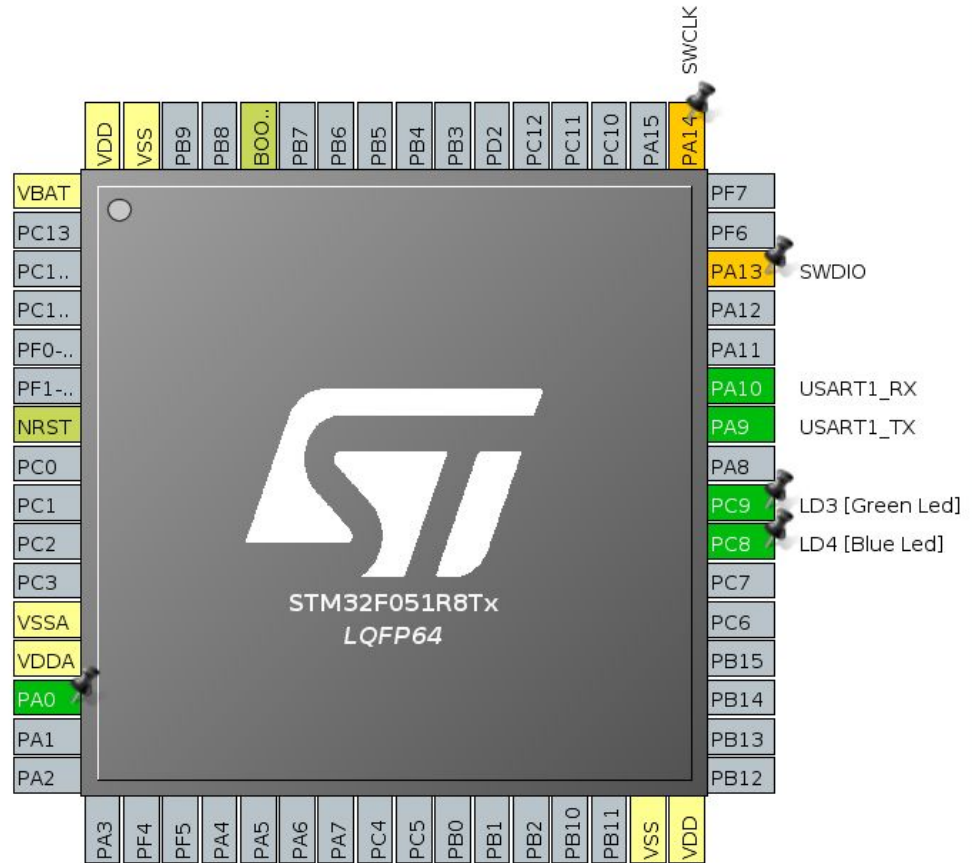 SWCLK
VDD
VSS
PB9
PB8
BOO..
PB7
PB6
PB5
PB4
PB3
PD2
PC12
PC11
PC10
PA15
PA14
VBAT
PC13
PC1..
PC1..
PF0-..
PF1-..
NRST
PC0
PC1
PC2
PC3
VSSA
VDDA
PA0
PA1
PA2
PF7
PF6
PA13 SWDIO
PA12
PA11
PA10 USART1_RX
PA9 USART1_TX
PA8
PC9 LD3 [Green Led]
PC8 LD4 [Blue Led]
PC7
PC6
PB15
PB14
PB13
PB12
ST
STM32F051R8Tx
LQFP64
PA3
PF4
PF5
PA4
PA5
PA6
PA7
PC4
PC5
PB0
PB1
PB2
PB10
PB11
VSS
VDD